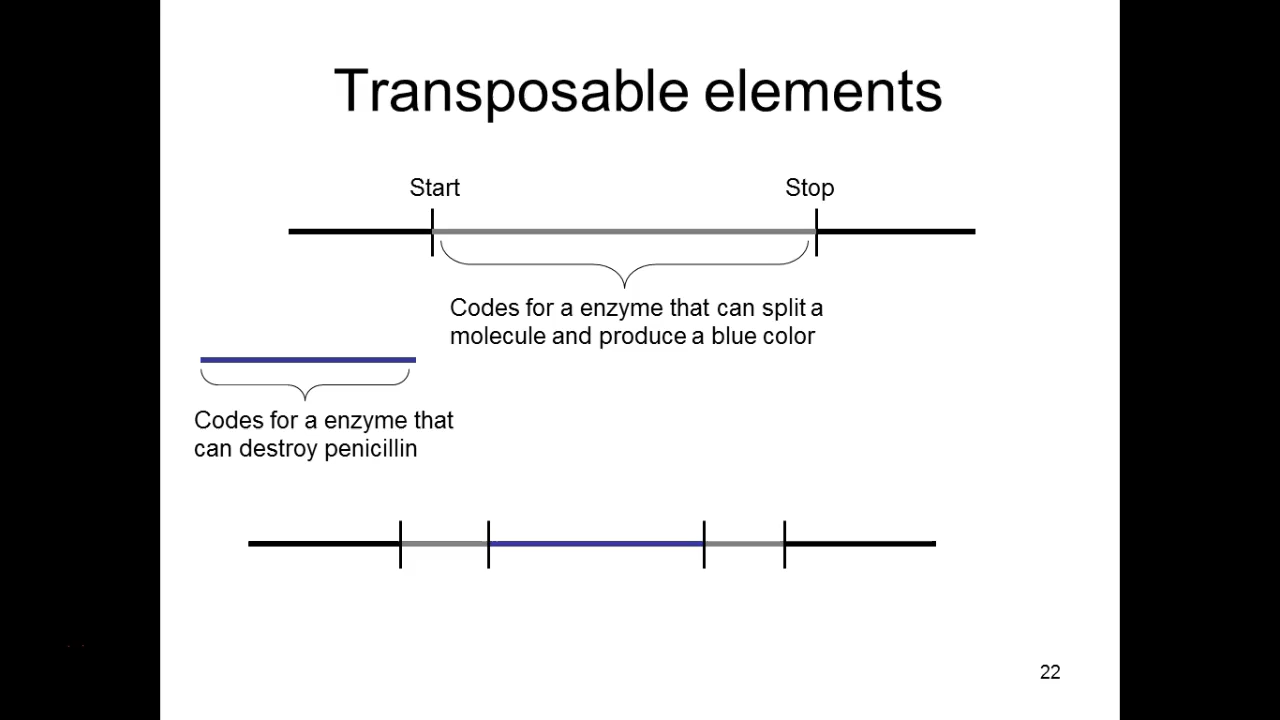 Transposable elements
Start
Stop
Codes for a enzyme that can split a
molecule and produce a blue color
Codes for a enzyme that
can destroy penicillin
22